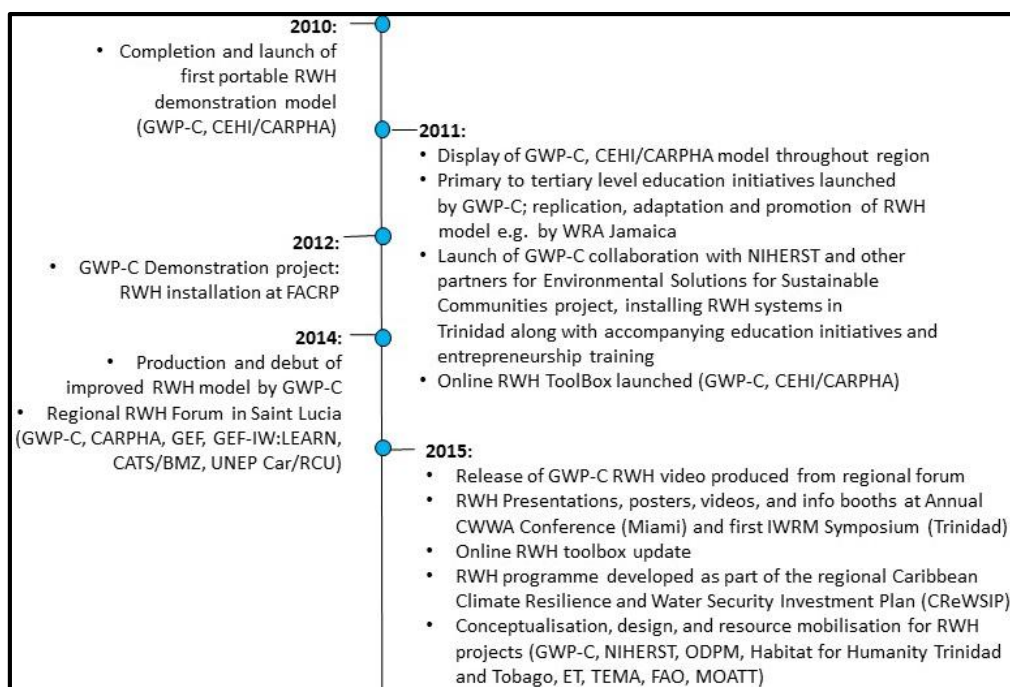 2010:
• Completion and launch of
first portable RWH
demonstration model
(GWP-C, CEHI/CARPHA)
2011:
• Display of GWP-C, CEHI/CARPHA model throughout region
• Primary to tertiary level education initiatives launched
by GWP-C; replication, adaptation and promotion of RWH
model e.g. by WRA Jamaica
• Launch of GWP-C collaboration with NIHERST and other
partners for Environmental Solutions for Sustainable
Communities project, installing RWH systems in
Trinidad along with accompanying education initiatives and
entrepreneurship training
• Online RWH ToolBox launched (GWP-C, CEHI/CARPHA)
2012:
• GWP-C Demonstration project:
RWH installation at FACRP
2014:
• Production and debut of
improved RWH model by GWP-C
• Regional RWH Forum in Saint Lucia
(GWP-C, CARPHA, GEF, GEF-IW:LEARN,
CATS/BMZ, UNEP Car/RCU)
2015:
• Release of GWP-C RWH video produced from regional forum
• RWH Presentations, posters, videos, and info booths at Annual
CWWA Conference (Miami) and first IWRM Symposium (Trinidad)
• Online RWH toolbox update
• RWH programme developed as part of the regional Caribbean
Climate Resilience and Water Security Investment Plan (CReWSIP)
• Conceptualisation, design, and resource mobilisation for RWH
projects (GWP-C, NIHERST, ODPM, Habitat for Humanity Trinidad
and Tobago, ET, TEMA, FAO, MOATT)